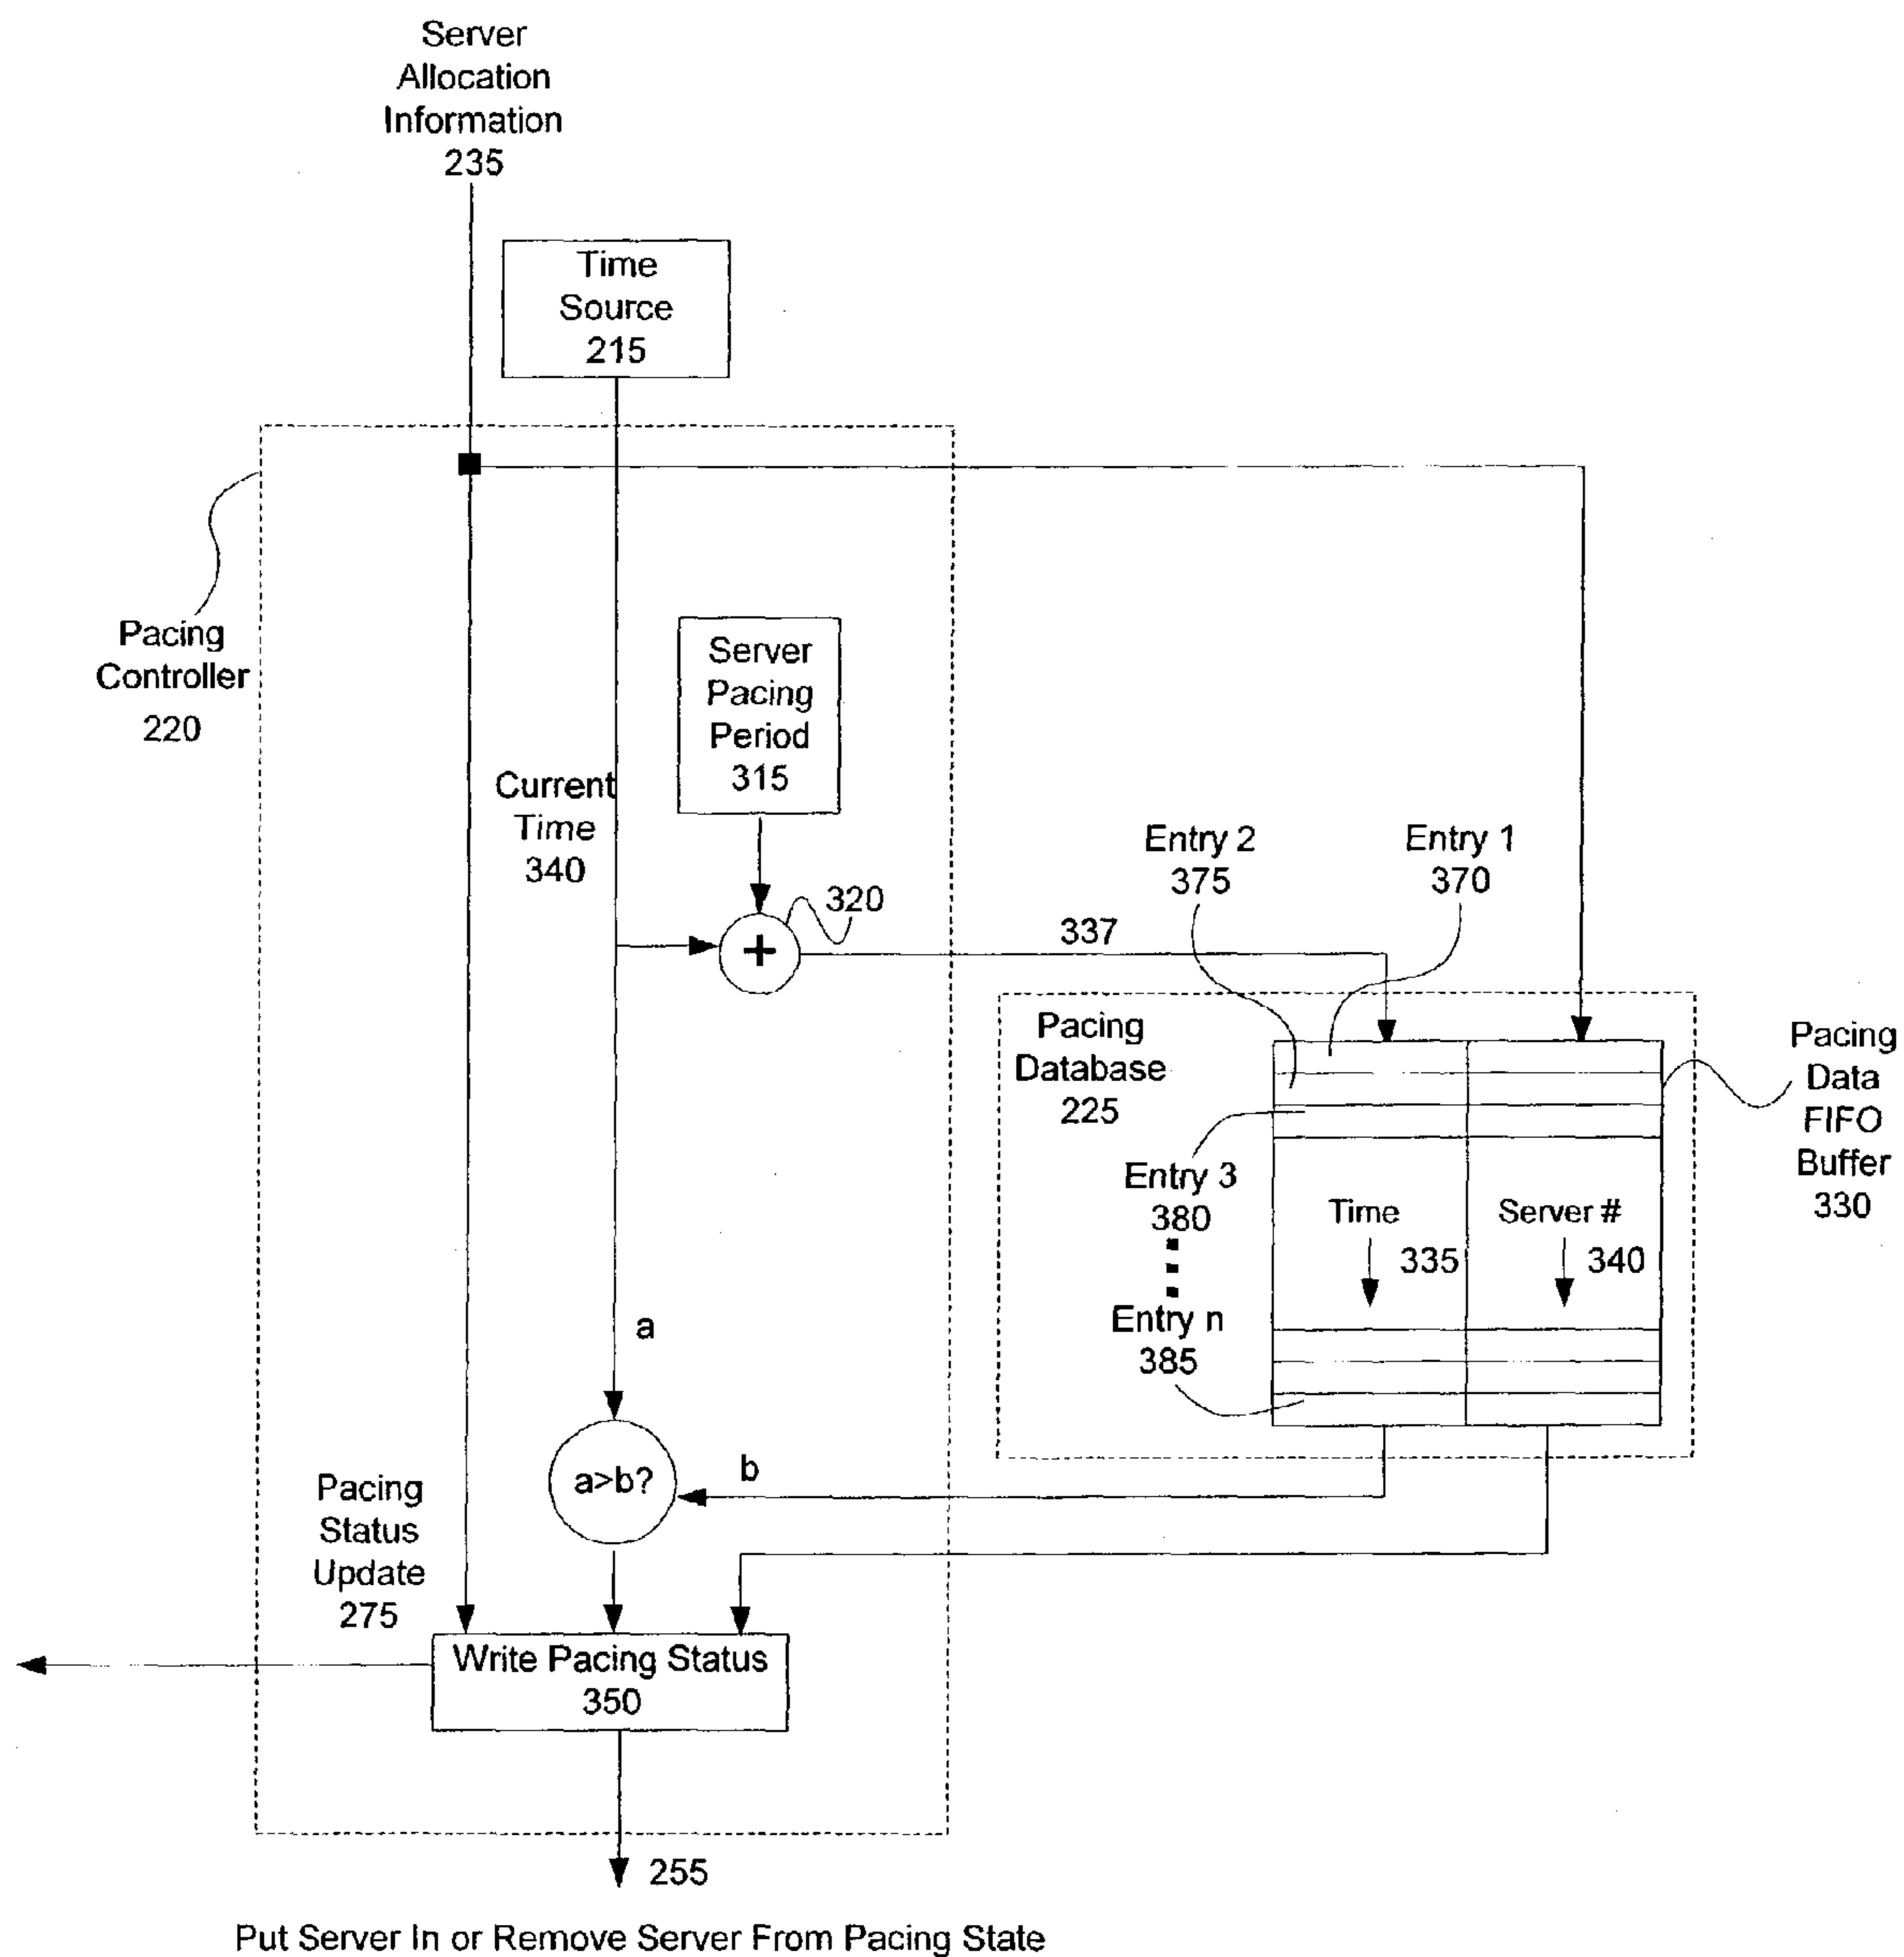 Server
Allocation
Information
235
Time
Source
215
Pacing
Controller
220
Server
Pacing
Period
315
Current
Time
340
320
+
337
Entry 2
375
Entry 1
370
Pacing
Database
225
Pacing
Data
FIFO
Buffer
330
Entry 3
380
Time
335
Server #
340
Entry n
385
a
a>b?
b
Pacing
Status
Update
275
Write Pacing Status
350
255
Put Server In or Remove Server From Pacing State